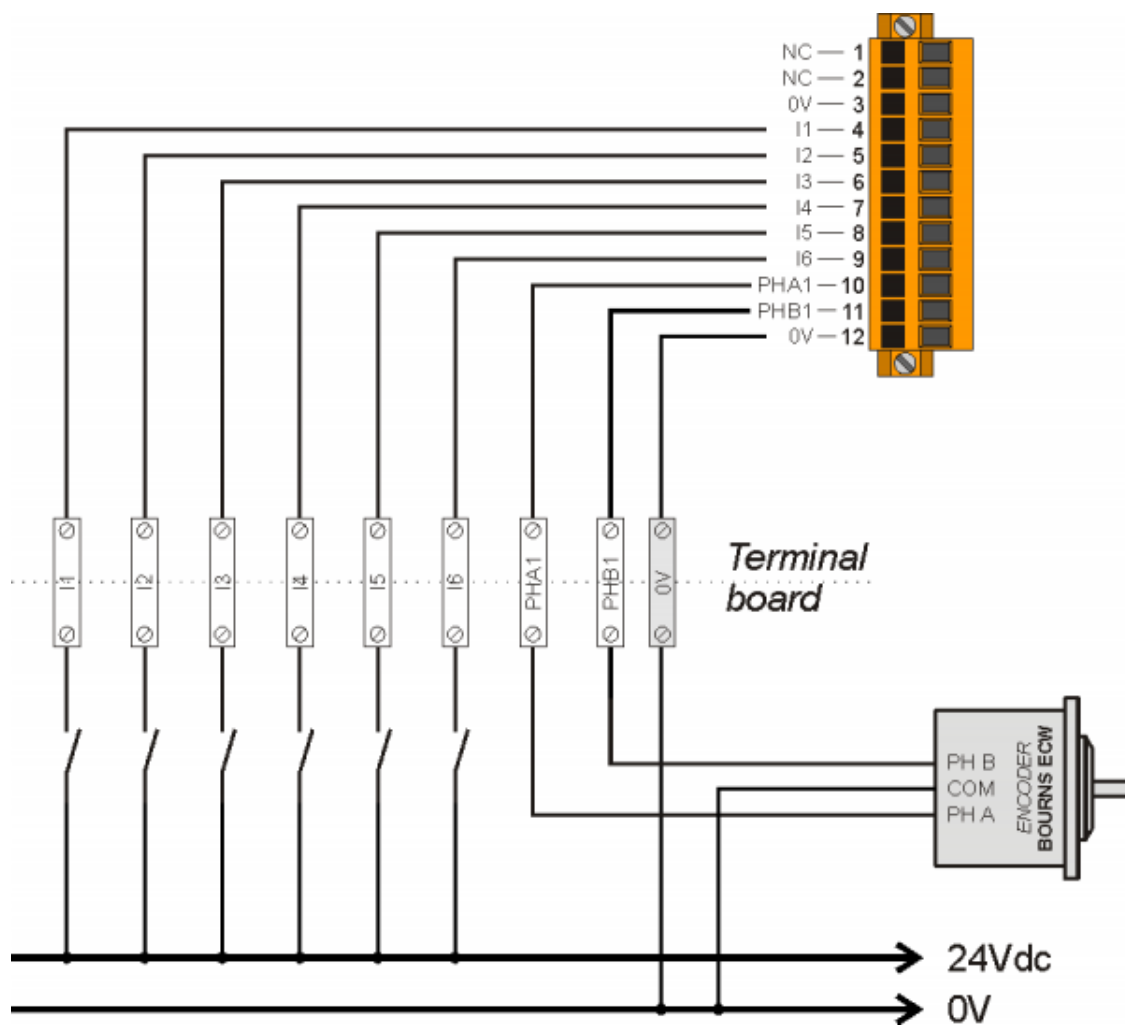 NC — 1
NC — 2
0V — 3
I1 — 4
I2 — 5
I3 — 6
I4 — 7
I5 — 8
I6 — 9
PHA1 — 10
PHB1 — 11
0V — 12
I1
I2
I3
I4
I5
I6
PHA1
PHB1
0V
Terminal
board
PH B
COM
PH A
ENCODER
BOURNS ECW
24Vdc
0V